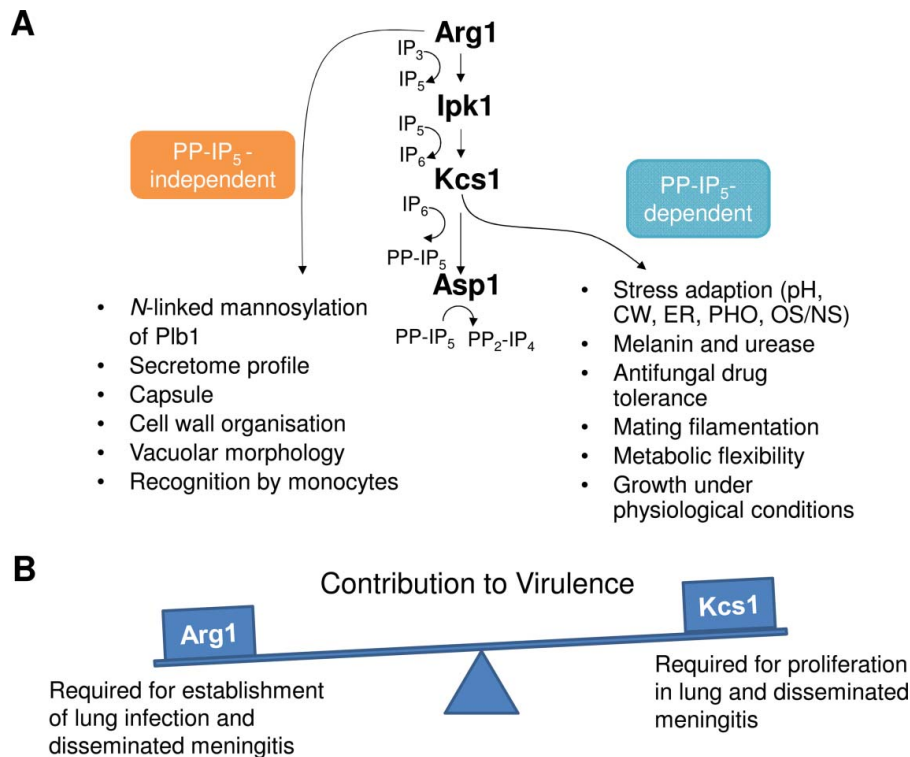 A
Arg1
IP3
IP5
Ipk1
IP5
IP6
Kcs1
IP6
PP-IP5
Asp1
PP-IP5 PP2-IP4
PP-IP5 -
independent
• N-linked mannosylation
of Plb1
• Secretome profile
• Capsule
• Cell wall organisation
• Vacuolar morphology
• Recognition by monocytes
PP-IP5-
dependent
• Stress adaption (pH,
CW, ER, PHO, OS/NS)
• Melanin and urease
• Antifungal drug
tolerance
• Mating filamentation
• Metabolic flexibility
• Growth under
physiological conditions
B
Contribution to Virulence
Arg1
Kcs1
Required for establishment
of lung infection and
disseminated meningitis
Required for proliferation
in lung and disseminated
meningitis